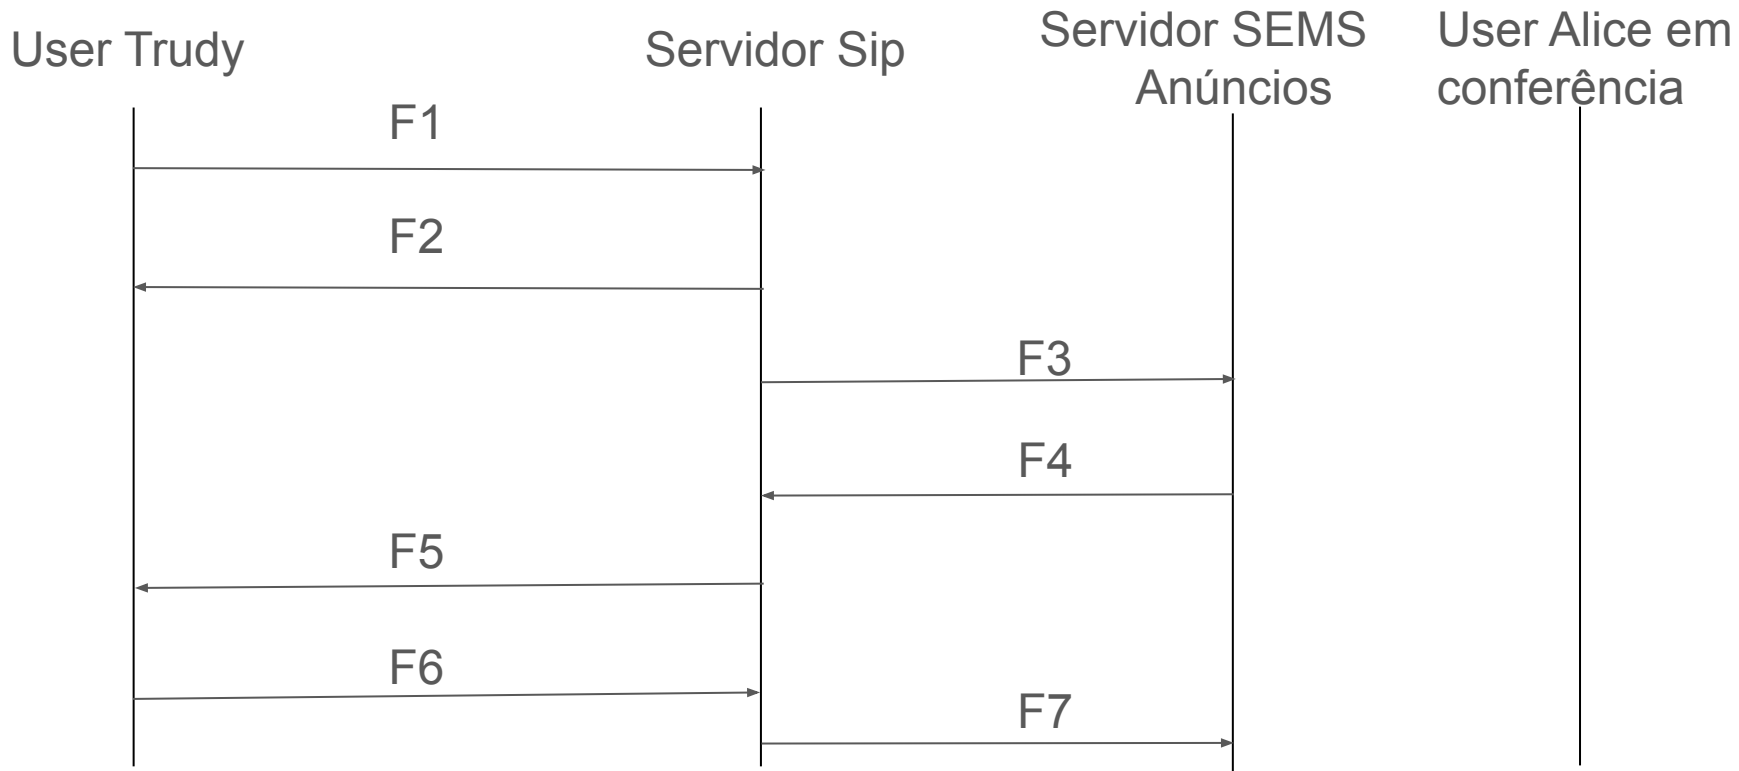 User Trudy
Servidor Sip
Servidor SEMS
Anúncios
User Alice em
conferência
F1
F2
F3
F4
F5
F6
F7